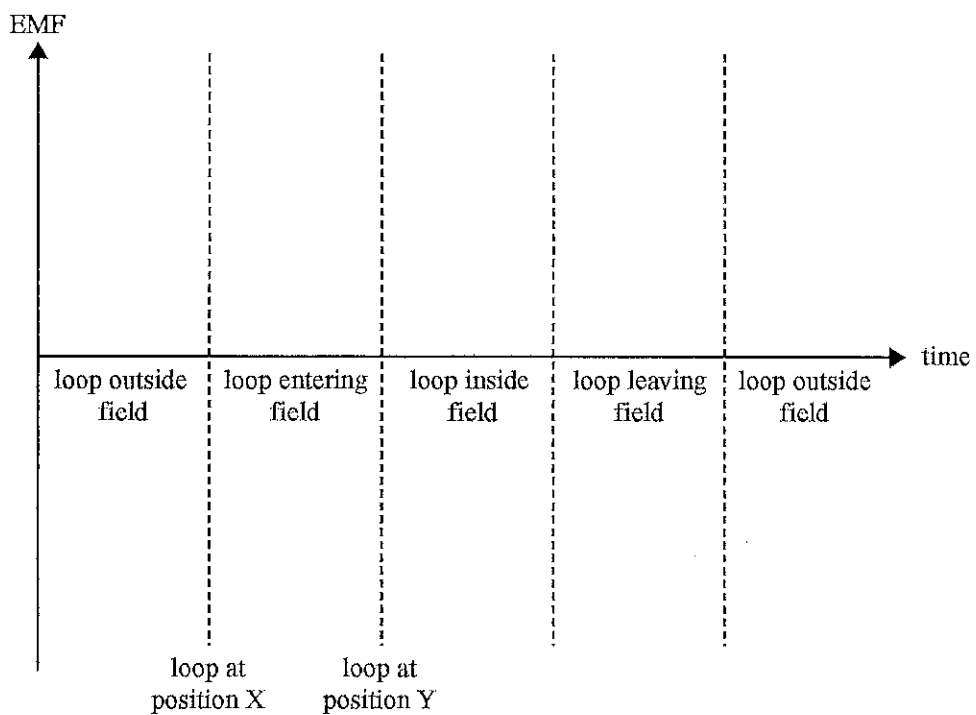 EMF
time
loop outside
field
loop entering
field
loop inside
field
loop leaving
field
loop outside
field
loop at
position X
loop at
position Y